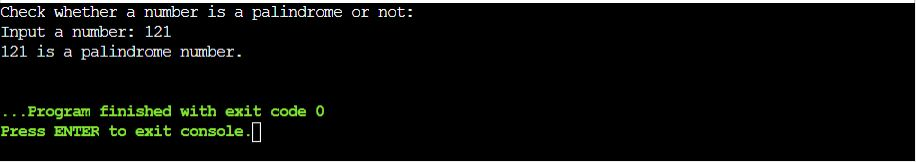 Check whether a number is a palindrome or not:
Input a number: 121
121 is a palindrome number.
...Program finished with exit code 0
Press ENTER to exit console.